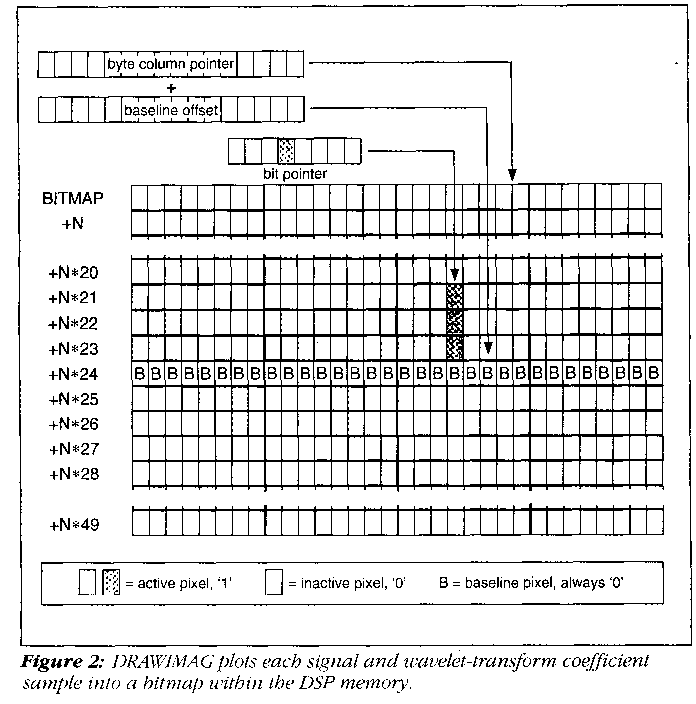 byte column pointer
+
baseline offset
bit pointer
BITMAP
+N
+N*20
+N*21
+N*22
+N*23
+N*24 B B B B B B B B B B B B B B B B B B B B B B B B B B B B B B B B
+N*25
+N*26
+N*27
+N*28
+N*49
= active pixel, '1' = inactive pixel, '0' B = baseline pixel, always '0'
Figure 2: DRAWIMAG plots each signal and wavelet-transform coefficient
sample into a bitmap within the DSP memory.